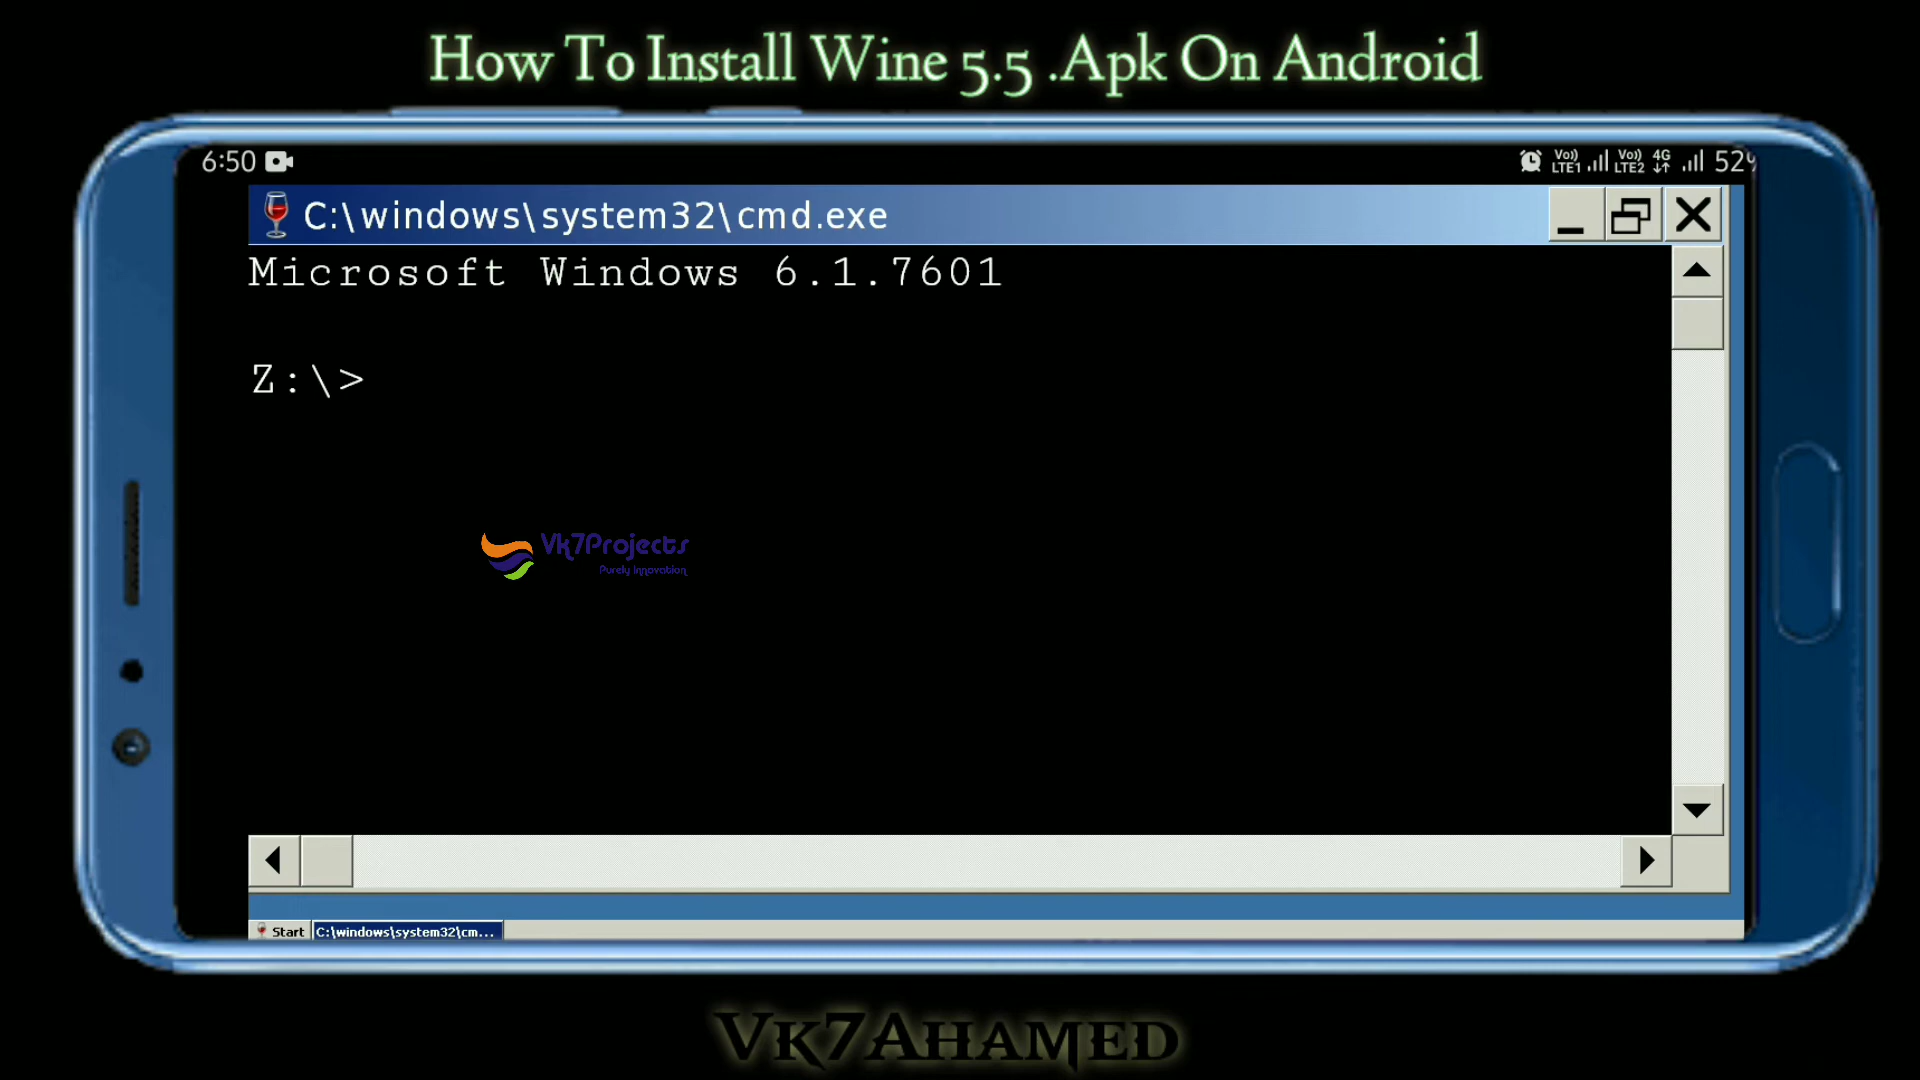 How To Install Wine 5.5 .Apk On Android
6:50
Vo)) LTE1 Vo)) LTE2 4G 52%
C:\windows\system32\cmd.exe
Microsoft Windows 6.1.7601
Z:\>
Vk7Projects
Purely Innovation
Start C:\windows\system32\cm...
Vk7Ahamed